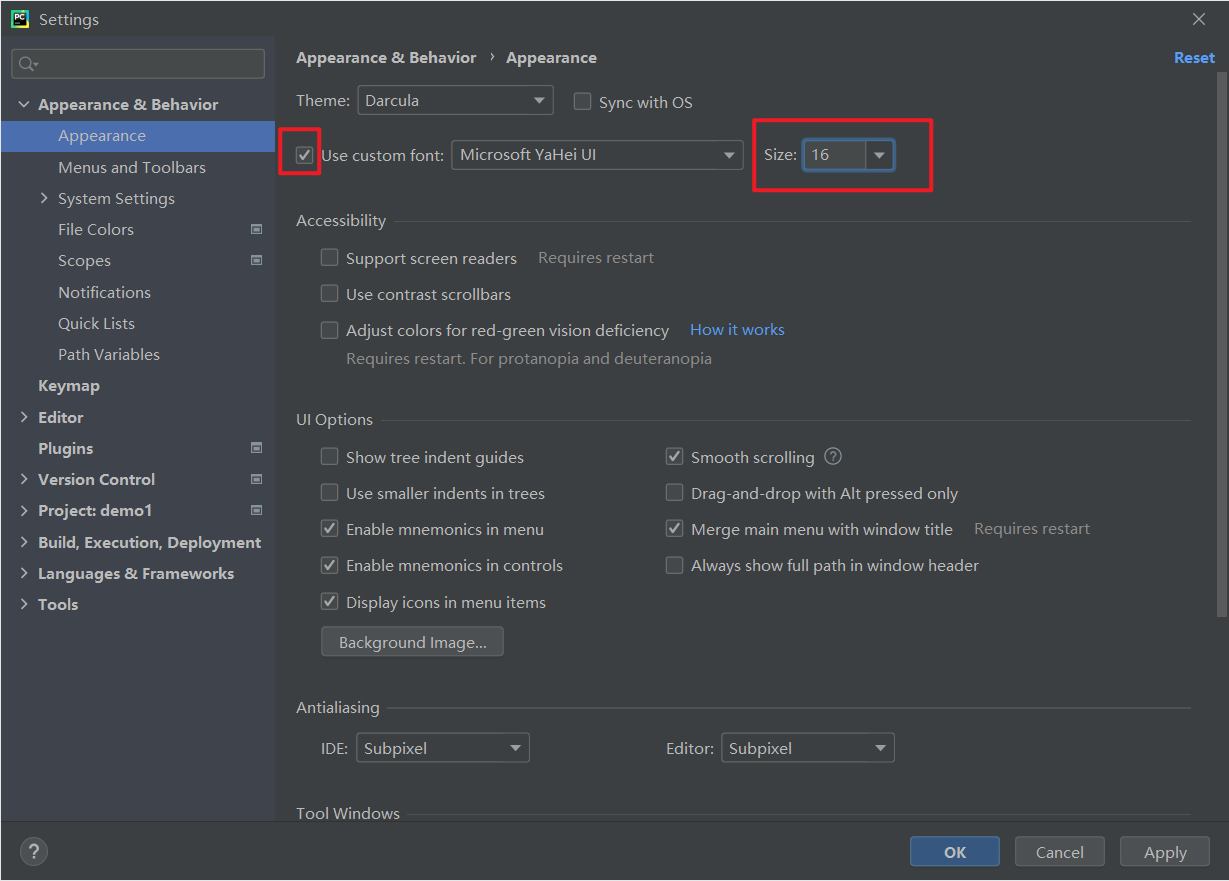 PC
Settings
Appearance & Behavior
Appearance
Menus and Toolbars
System Settings
File Colors
Scopes
Notifications
Quick Lists
Path Variables
Keymap
Editor
Plugins
Version Control
Project: demo1
Build, Execution, Deployment
Languages & Frameworks
Tools
Appearance & Behavior › Appearance
Reset
Theme: Darcula Sync with OS
Use custom font: Microsoft YaHei UI Size: 16
Accessibility
Support screen readers Requires restart
Use contrast scrollbars
Adjust colors for red-green vision deficiency How it works
Requires restart. For protanopia and deuteranopia
UI Options
Show tree indent guides Smooth scrolling ?
Use smaller indents in trees Drag-and-drop with Alt pressed only
Enable mnemonics in menu Merge main menu with window title Requires restart
Enable mnemonics in controls Always show full path in window header
Display icons in menu items
Background Image...
Antialiasing
IDE: Subpixel Editor: Subpixel
Tool Windows
? OK Cancel Apply